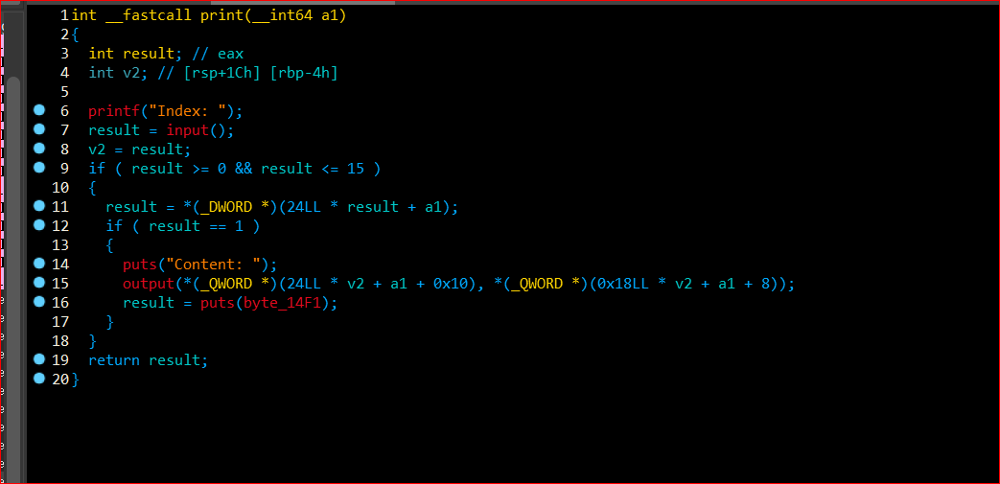 1 int __fastcall print(__int64 a1)
2 {
3   int result; // eax
4   int v2; // [rsp+1Ch] [rbp-4h]
5
6   printf("Index: ");
7   result = input();
8   v2 = result;
9   if ( result >= 0 && result <= 15 )
10   {
11     result = *(_DWORD *)(24LL * result + a1);
12     if ( result == 1 )
13     {
14       puts("Content: ");
15       output(*(_QWORD *)(24LL * v2 + a1 + 0x10), *(_QWORD *)(0x18LL * v2 + a1 + 8));
16       result = puts(byte_14F1);
17     }
18   }
19   return result;
20 }